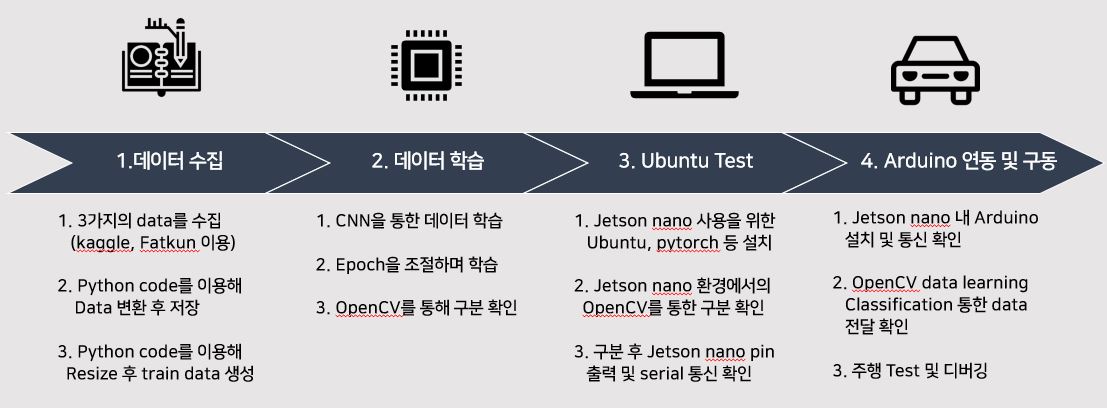 1.데이터 수집
1. 3가지의 data를 수집
(kaggle, Fatkun 이용)
2. Python code를 이용해
Data 변환 후 저장
3. Python code를 이용해
Resize 후 train data 생성
2. 데이터 학습
1. CNN을 통한 데이터 학습
2. Epoch을 조절하며 학습
3. OpenCV를 통해 구분 확인
3. Ubuntu Test
1. Jetson nano 사용을 위한
Ubuntu, pytorch 등 설치
2. Jetson nano 환경에서의
OpenCV를 통한 구분 확인
3. 구분 후 Jetson nano pin
출력 및 serial 통신 확인
4. Arduino 연동 및 구동
1. Jetson nano 내 Arduino
설치 및 통신 확인
2. OpenCV data learning
Classification 통한 data
전달 확인
3. 주행 Test 및 디버깅